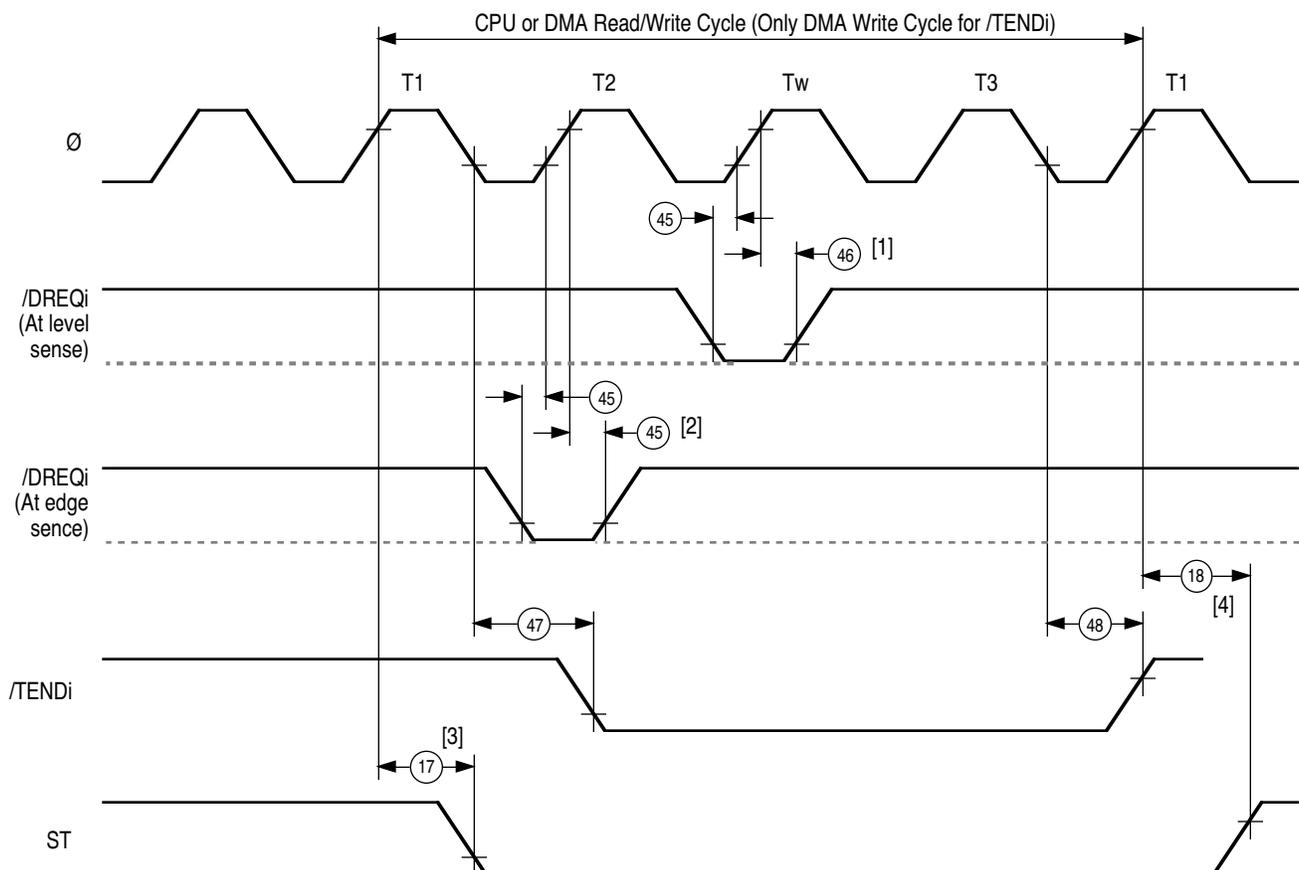 CPU or DMA Read/Write Cycle (Only DMA Write Cycle for /TENDi)
T1 T2 Tw T3 T1
Ø
45
46 [1]
/DREQi
(At level
sense)
45
45 [2]
/DREQi
(At edge
sence)
18
[4]
47 48
/TENDi
[3]
17
ST